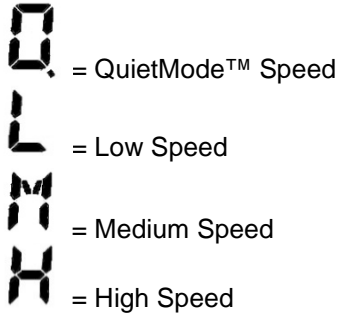 Q = QuietMode™ Speed
L = Low Speed
M = Medium Speed
H = High Speed